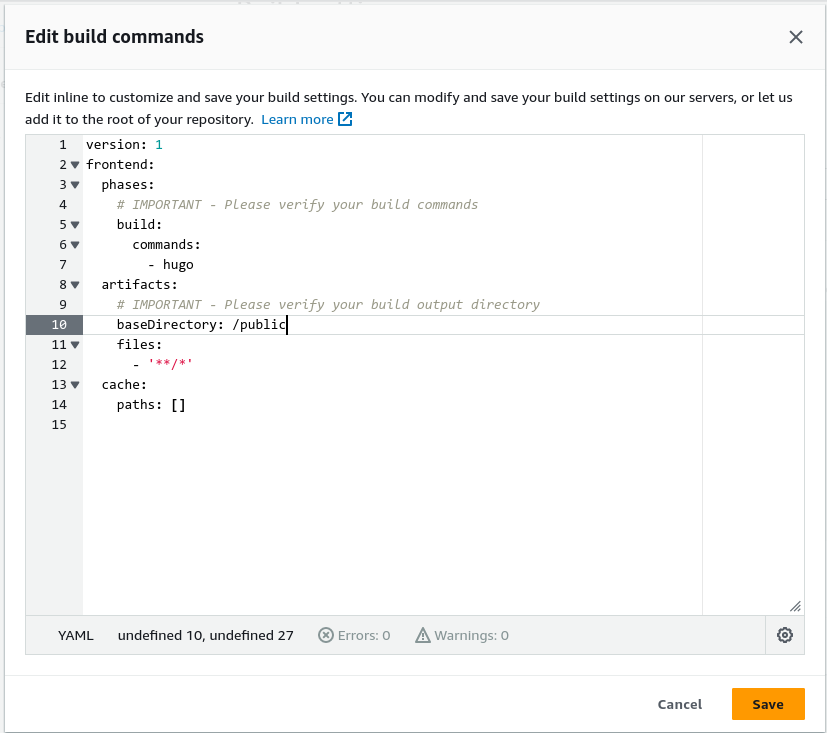 Edit build commands
Edit inline to customize and save your build settings. You can modify and save your build settings on our servers, or let us
add it to the root of your repository. Learn more
1 version: 1
2 frontend:
3   phases:
4     # IMPORTANT - Please verify your build commands
5     build:
6       commands:
7         - hugo
8   artifacts:
9     # IMPORTANT - Please verify your build output directory
10     baseDirectory: /public
11     files:
12       - '**/*'
13   cache:
14     paths: []
15
YAML undefined 10, undefined 27 Errors: 0 Warnings: 0
Cancel Save